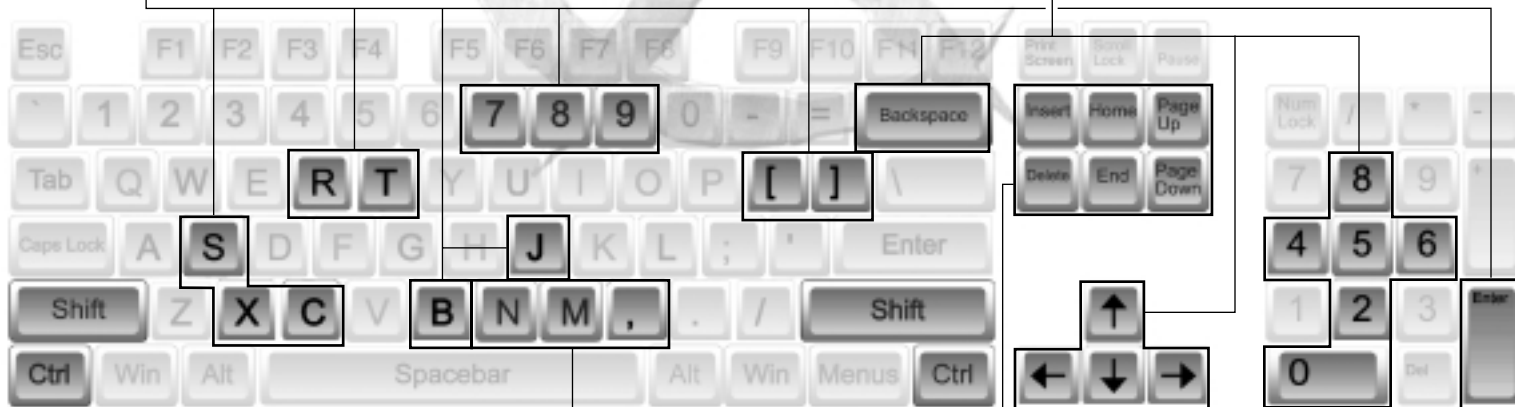 Esc F1 F2 F3 F4 F5 F6 F7 F8 F9 F10 F11 F12 Print Screen Scroll Lock Pause
` 1 2 3 4 5 6 7 8 9 0 - = Backspace Insert Home Page Up Num Lock / * -
Tab Q W E R T Y U I O P [ ] \ Delete End Page Down 7 8 9 +
Caps Lock A S D F G H J K L ; ' Enter 4 5 6
Shift Z X C V B N M , . / Shift ↑ 1 2 3 Enter
Ctrl Win Alt Spacebar Alt Win Menus Ctrl ← ↓ → 0 Del